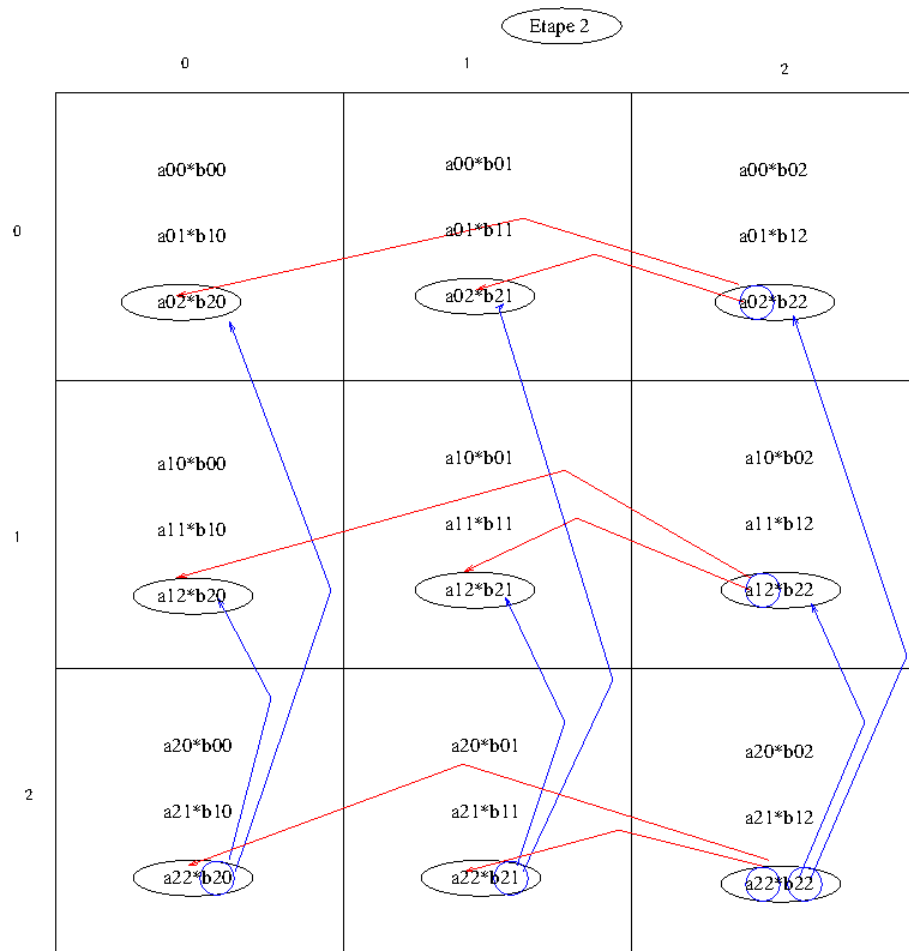 Etape 2
0 1 2
a00*b00 a00*b01 a00*b02
0 a01*b10 a01*b11 a01*b12
a02*b20 a02*b21 a02*b22
a10*b00 a10*b01 a10*b02
1 a11*b10 a11*b11 a11*b12
a12*b20 a12*b21 a12*b22
a20*b00 a20*b01 a20*b02
2 a21*b10 a21*b11 a21*b12
a22*b20 a22*b21 a22*b22